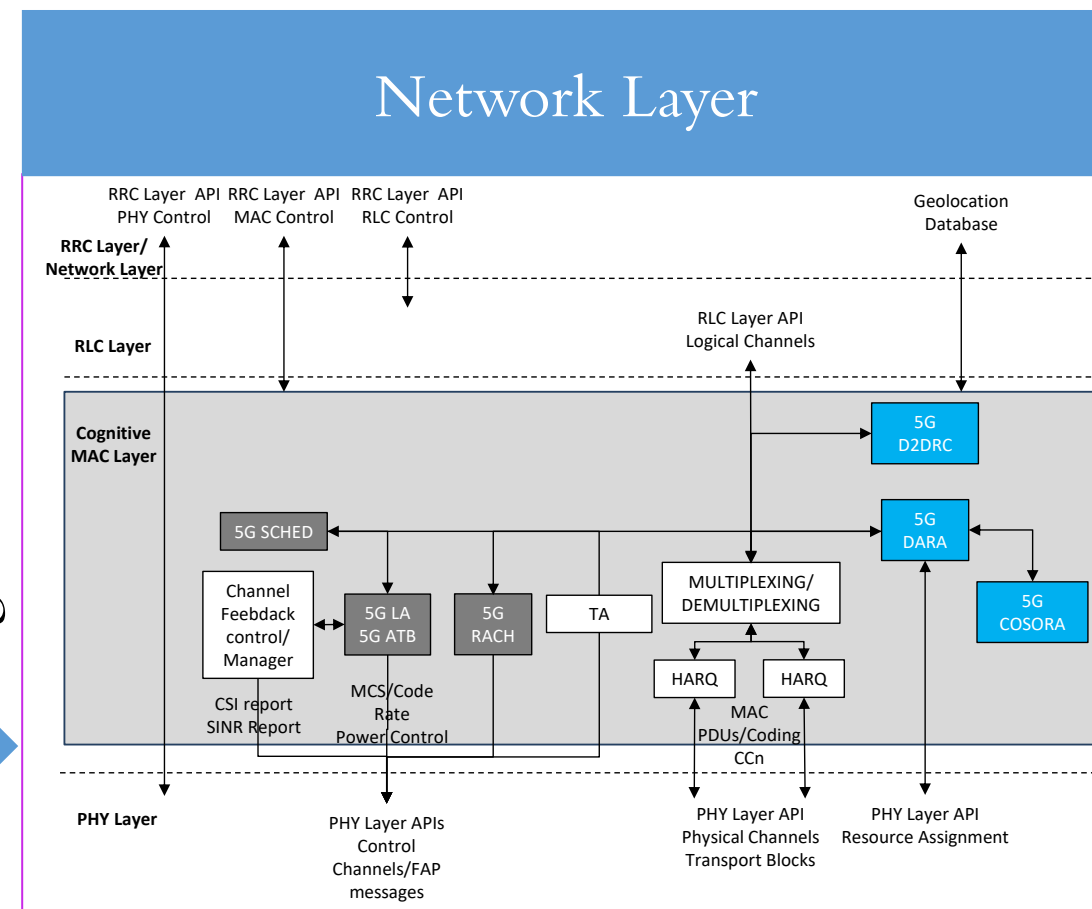 Network Layer
RRC Layer API
PHY Control
RRC Layer API
MAC Control
RRC Layer API
RLC Control
Geolocation
Database
RRC Layer/
Network Layer
RLC Layer API
Logical Channels
RLC Layer
Cognitive
MAC Layer
5G
D2DRC
5G SCHED
5G
DARA
Channel
Feebdack
control/
Manager
5G LA
5G ATB
5G
RACH
TA
MULTIPLEXING/
DEMULTIPLEXING
5G
COSORA
HARQ
HARQ
CSI report
SINR Report
MCS/Code
Rate
Power Control
MAC
PDUs/Coding
CCn
PHY Layer
PHY Layer APIs
Control
Channels/FAP
messages
PHY Layer API
Physical Channels
Transport Blocks
PHY Layer API
Resource Assignment